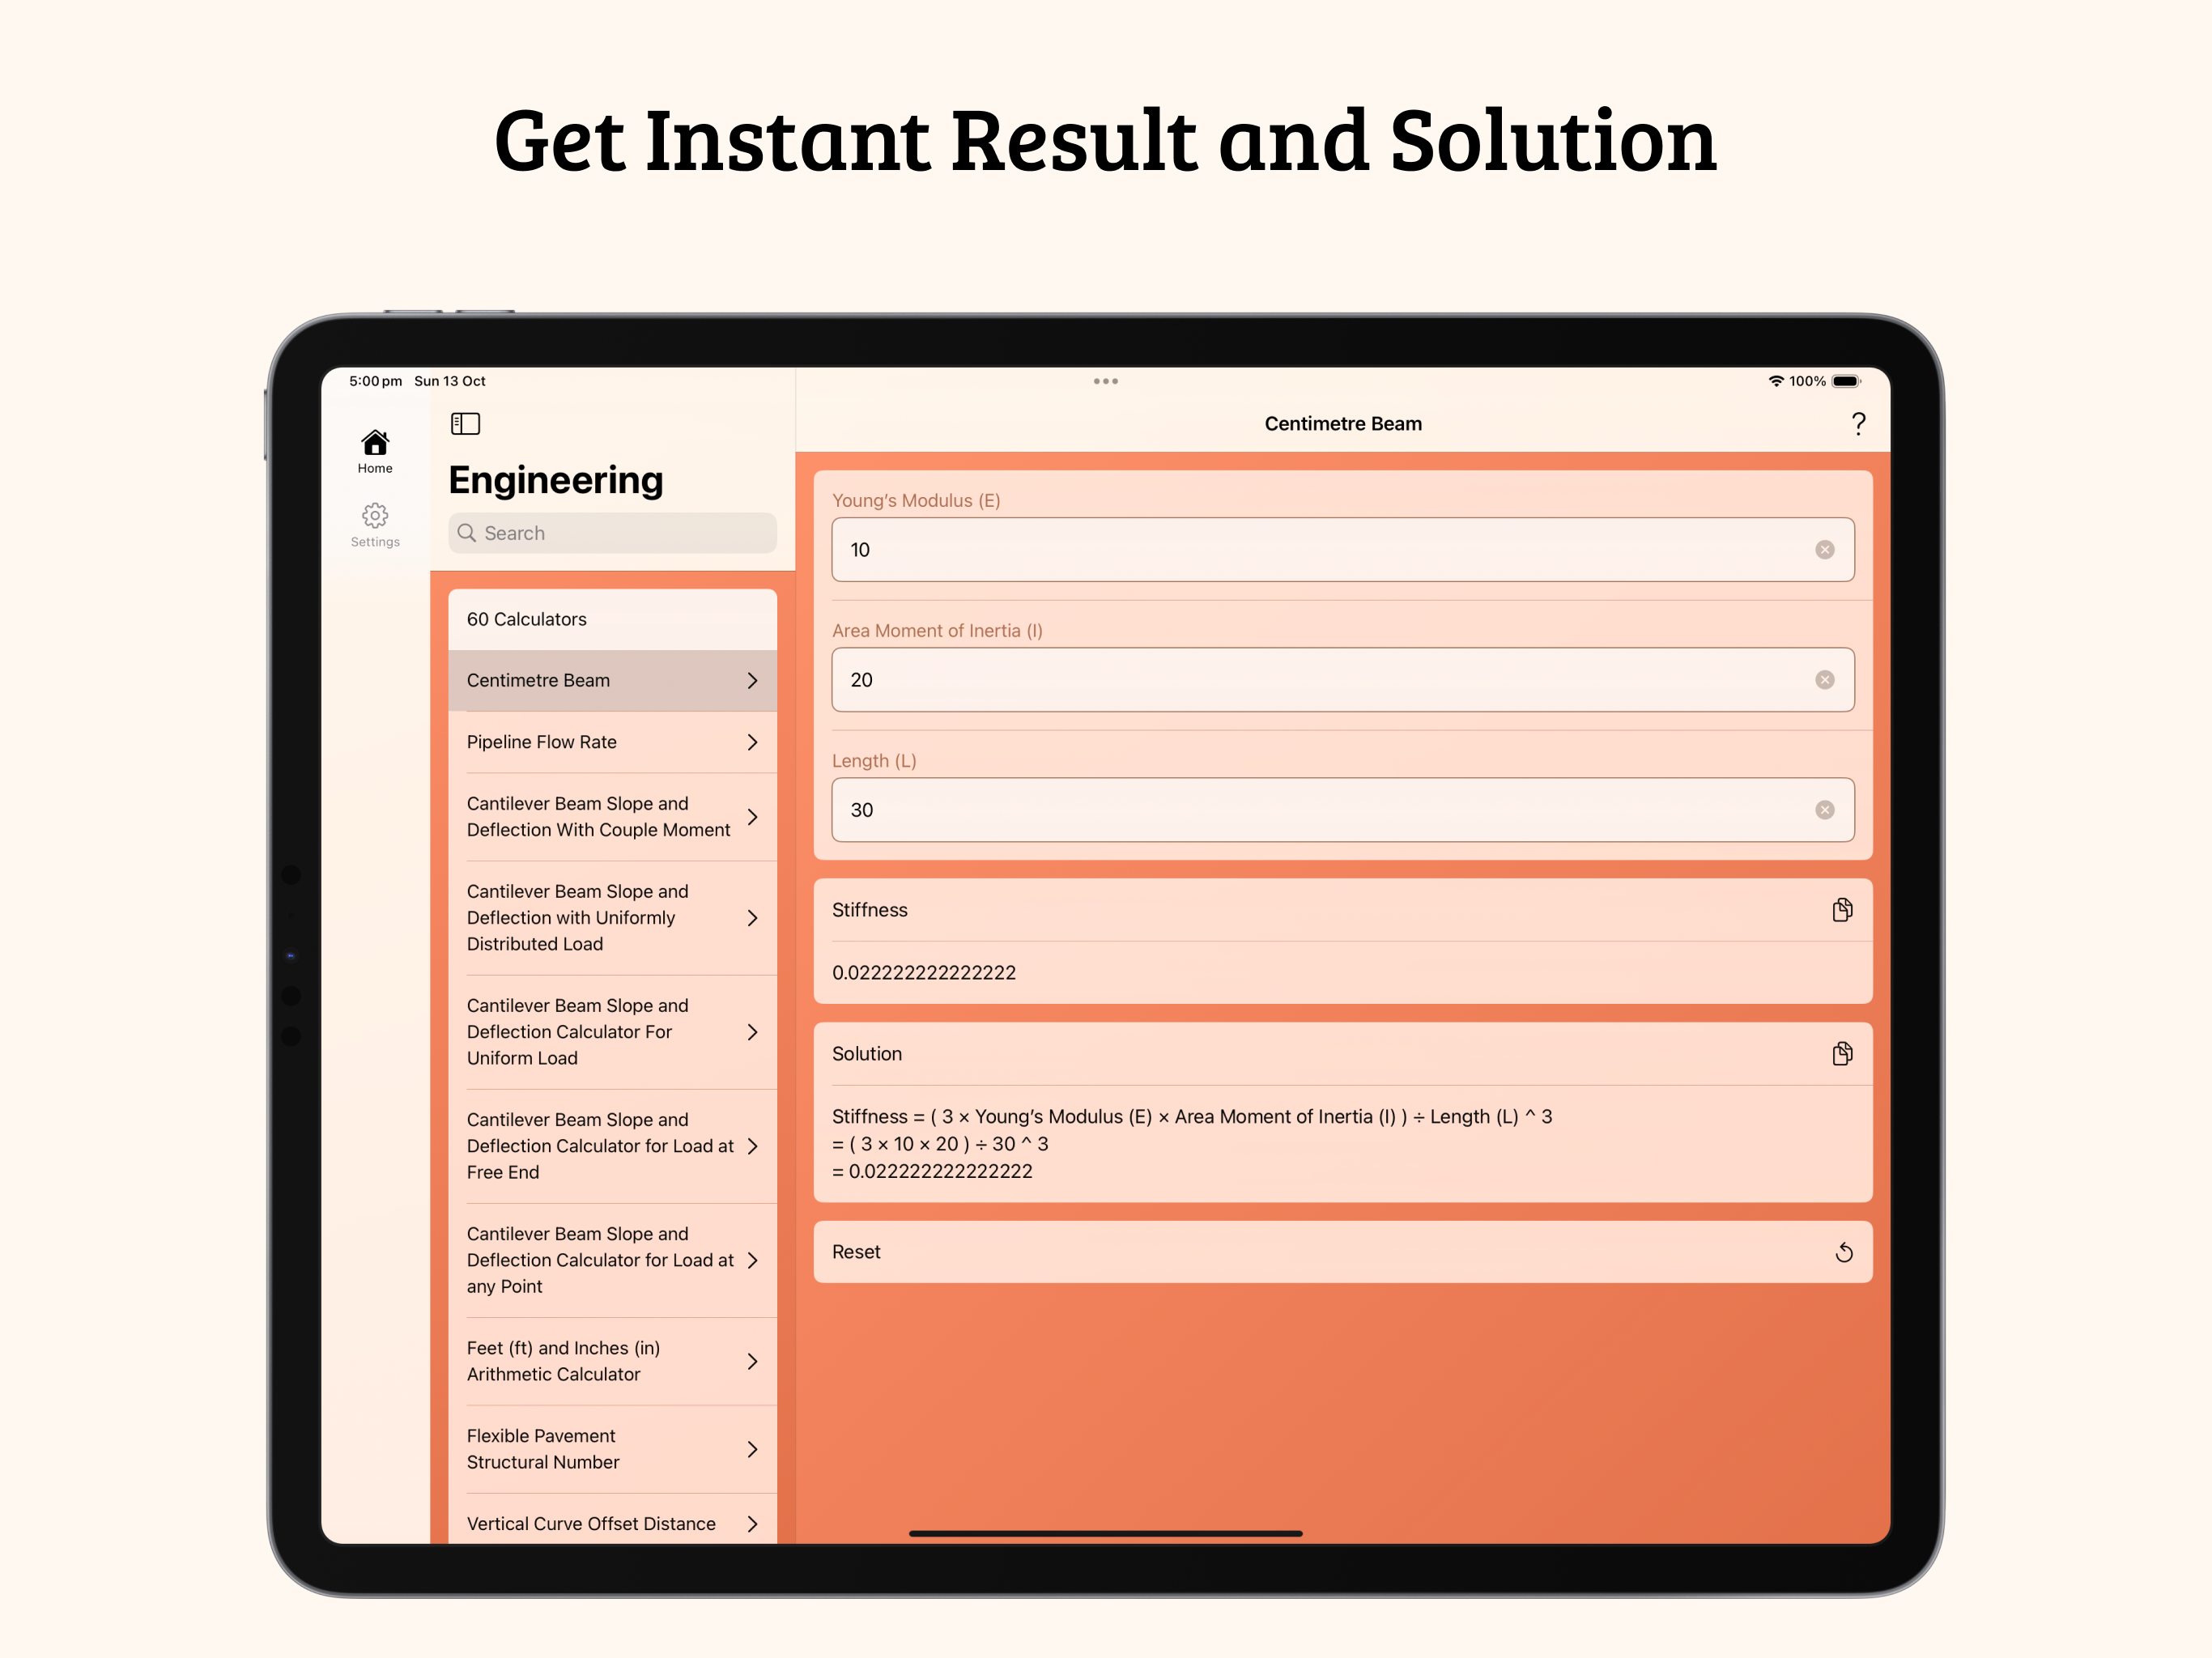 Get Instant Result and Solution
5:00 pm Sun 13 Oct
100%
Home
Settings
Engineering
Search
60 Calculators
Centimetre Beam
Pipeline Flow Rate
Cantilever Beam Slope and
Deflection With Couple Moment
Cantilever Beam Slope and
Deflection with Uniformly
Distributed Load
Cantilever Beam Slope and
Deflection Calculator For
Uniform Load
Cantilever Beam Slope and
Deflection Calculator for Load at
Free End
Cantilever Beam Slope and
Deflection Calculator for Load at
any Point
Feet (ft) and Inches (in)
Arithmetic Calculator
Flexible Pavement
Structural Number
Vertical Curve Offset Distance
Centimetre Beam
?
Young’s Modulus (E)
10
Area Moment of Inertia (I)
20
Length (L)
30
Stiffness
0.022222222222222
Solution
Stiffness = ( 3 × Young’s Modulus (E) × Area Moment of Inertia (I) ) ÷ Length (L) ^ 3
= ( 3 × 10 × 20 ) ÷ 30 ^ 3
= 0.022222222222222
Reset